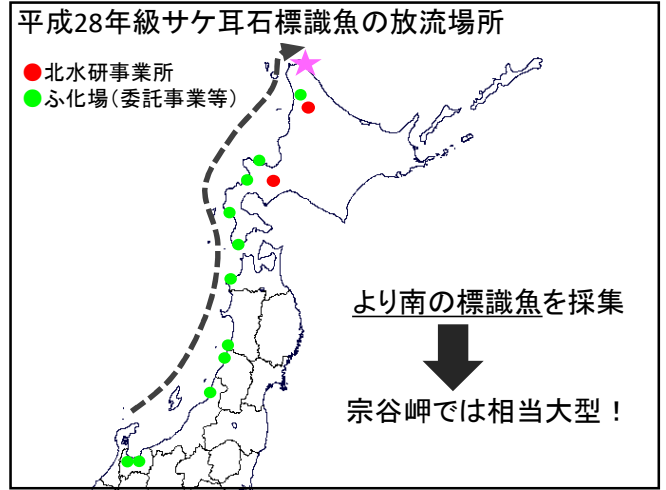 平成28年級サケ耳石標識魚の放流場所
●北水研事業所
●ふ化場(委託事業等)
より南の標識魚を採集
宗谷岬では相当大型！